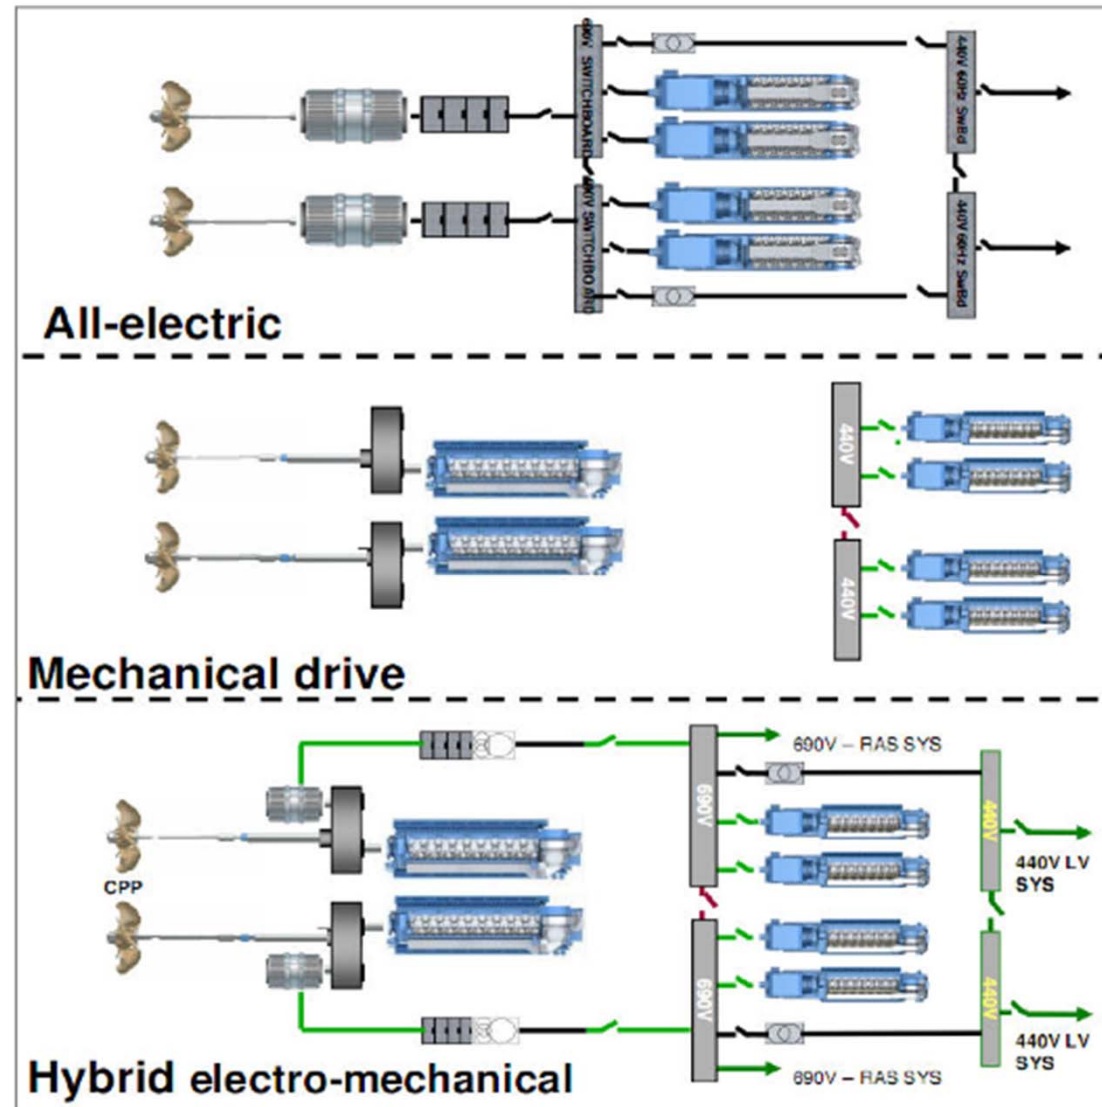 690V SWITCHBOARD
440V 60Hz SwBd
SWITCHBOARD
440V 60Hz SwBd
All-electric
440V
440V
Mechanical drive
690V – RAS SYS
690V
440V
440V LV
SYS
CPP
690V
440V
440V LV
SYS
690V – RAS SYS
Hybrid electro-mechanical